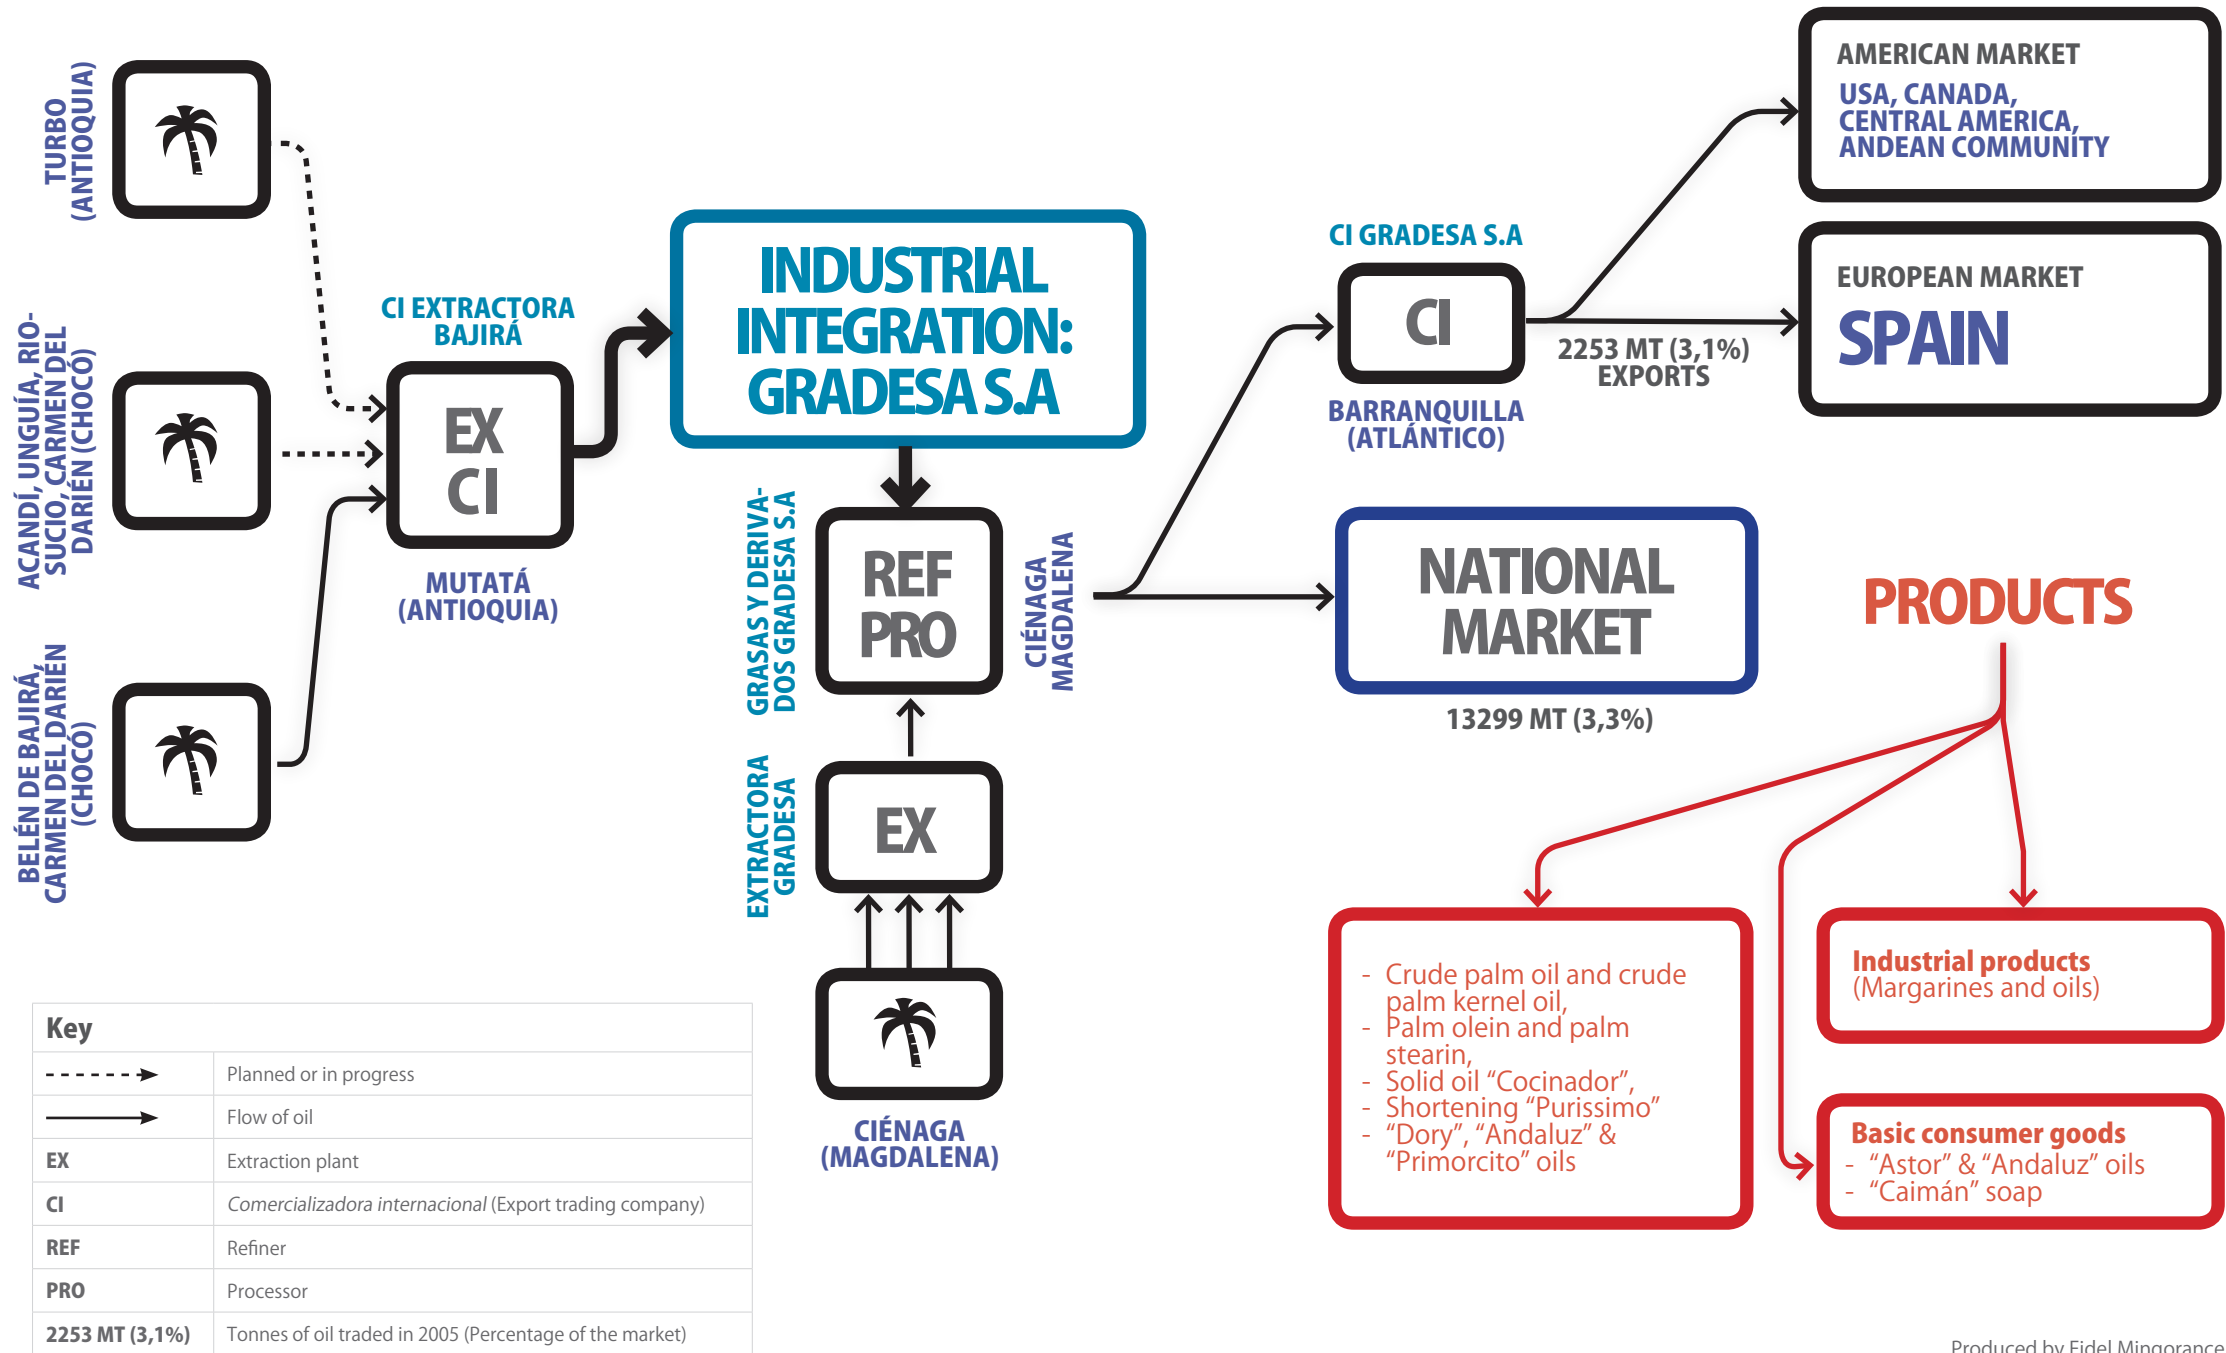 TURBO
(ANTIOQUIA)
ACANDÍ, UNGUÍA, RIO-
SUCIO, CARMEN DEL
DARIÉN (CHOCÓ)
BELÉN DE BAJIRÁ,
CARMEN DEL DARIÉN
(CHOCÓ)
CI EXTRACTORA
BAJIRÁ
EX
CI
MUTATÁ
(ANTIOQUIA)
INDUSTRIAL
INTEGRATION:
GRADESA S.A
GRASAS Y DERIVA-
DOS GRADESA S.A
REF
PRO
CIÉNAGA
MAGDALENA
EXTRACTORA
GRADESA
EX
CIÉNAGA
(MAGDALENA)
CI GRADESA S.A
CI
BARRANQUILLA
(ATLÁNTICO)
2253 MT (3,1%)
EXPORTS
AMERICAN MARKET
USA, CANADA,
CENTRAL AMERICA,
ANDEAN COMMUNITY
EUROPEAN MARKET
SPAIN
NATIONAL
MARKET
13299 MT (3,3%)
PRODUCTS
- Crude palm oil and crude
palm kernel oil,
- Palm olein and palm
stearin,
- Solid oil “Cocinador”,
- Shortening “Purissimo”
- “Dory”, “Andaluz” &
“Primorcito” oils
Industrial products
(Margarines and oils)
Basic consumer goods
- “Astor” & “Andaluz” oils
- “Caimán” soap
Key
Planned or in progress
Flow of oil
EX Extraction plant
CI Comercializadora internacional (Export trading company)
REF Refiner
PRO Processor
2253 MT (3,1%) Tonnes of oil traded in 2005 (Percentage of the market)
Produced by Fidel Mingorance